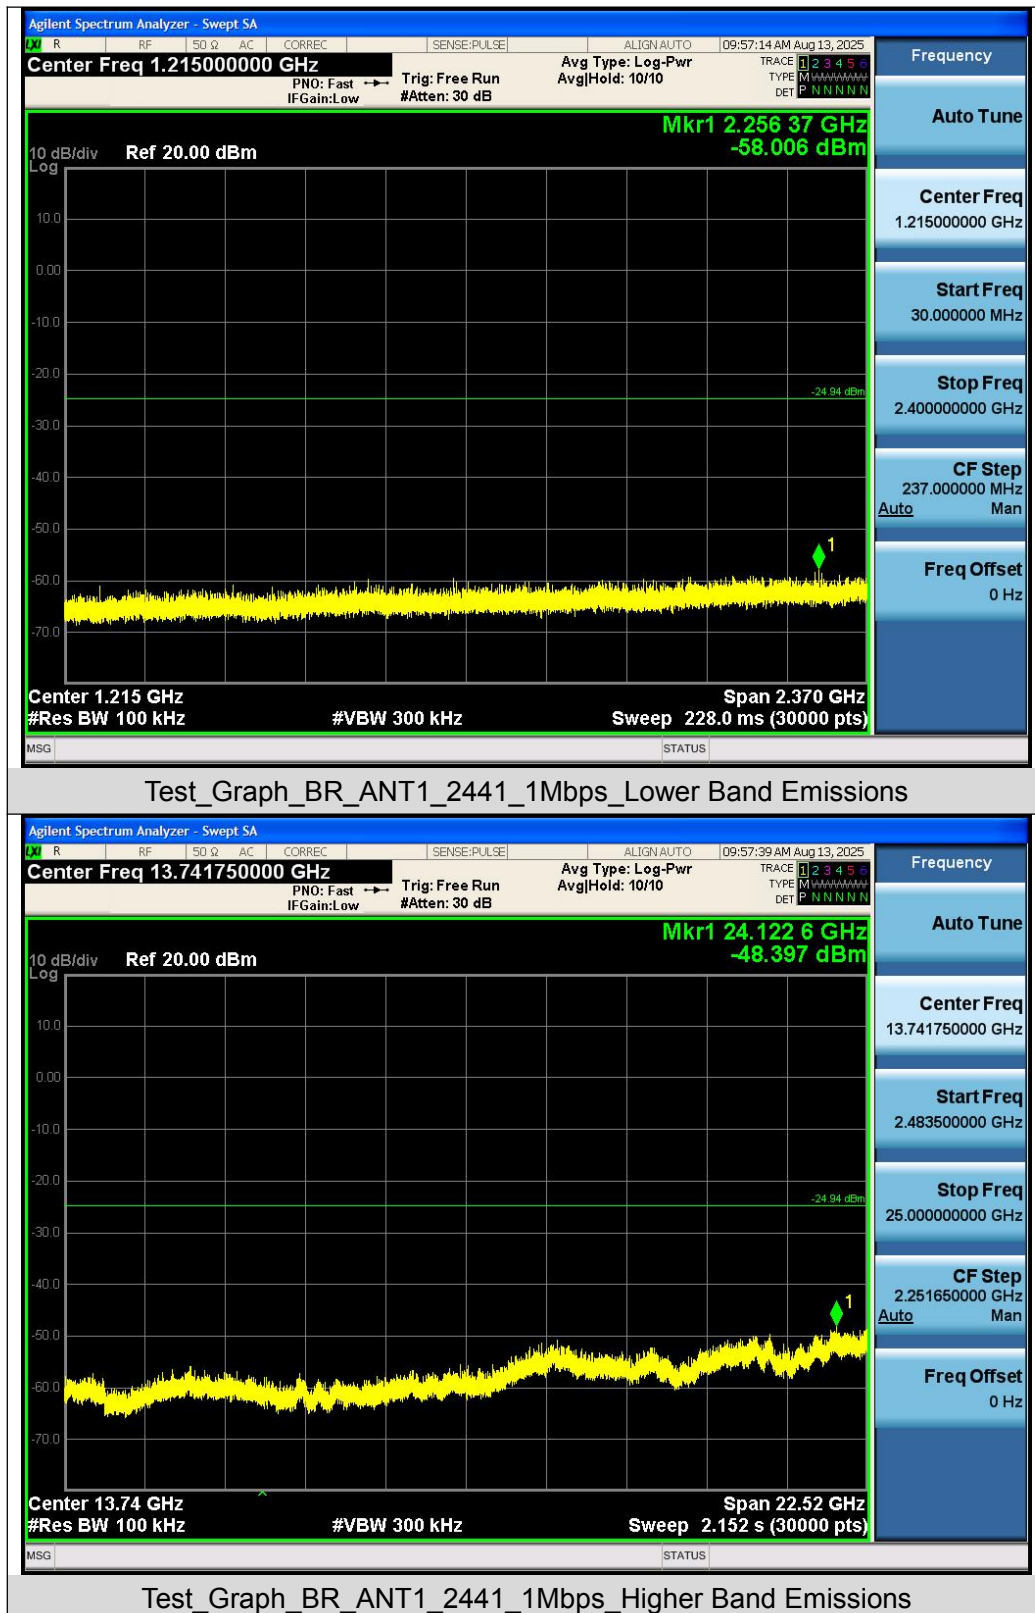 Agilent Spectrum Analyzer - Swept SA
LXI R RF 50 Ω AC CORREC SENSE:PULSE ALIGN AUTO 09:57:14 AM Aug 13, 2025
Center Freq 1.215000000 GHz
PNO: Fast Trig: Free Run Avg Type: Log-Pwr TRACE 1 2 3 4 5 6
IFGain:Low #Atten: 30 dB Avg|Hold: 10/10 TYPE M WWWWW
DET P N N N N N
Frequency
Auto Tune
Center Freq
1.215000000 GHz
Start Freq
30.000000 MHz
Stop Freq
2.400000000 GHz
CF Step
237.000000 MHz
Auto Man
Freq Offset
0 Hz
Mkr1 2.256 37 GHz
-58.006 dBm
10 dB/div Ref 20.00 dBm
Log
10.0
0.00
-10.0
-20.0
-24.94 dBm
-30.0
-40.0
-50.0
1
-60.0
-70.0
Center 1.215 GHz Span 2.370 GHz
#Res BW 100 kHz #VBW 300 kHz Sweep 228.0 ms (30000 pts)
MSG STATUS
Test_Graph_BR_ANT1_2441_1Mbps_Lower Band Emissions
Agilent Spectrum Analyzer - Swept SA
LXI R RF 50 Ω AC CORREC SENSE:PULSE ALIGN AUTO 09:57:39 AM Aug 13, 2025
Center Freq 13.741750000 GHz
PNO: Fast Trig: Free Run Avg Type: Log-Pwr TRACE 1 2 3 4 5 6
IFGain:Low #Atten: 30 dB Avg|Hold: 10/10 TYPE M WWWWW
DET P N N N N N
Frequency
Auto Tune
Center Freq
13.741750000 GHz
Start Freq
2.483500000 GHz
Stop Freq
25.000000000 GHz
CF Step
2.251650000 GHz
Auto Man
Freq Offset
0 Hz
Mkr1 24.122 6 GHz
-48.397 dBm
10 dB/div Ref 20.00 dBm
Log
10.0
0.00
-10.0
-20.0
-24.94 dBm
-30.0
-40.0
1
-50.0
-60.0
-70.0
Center 13.74 GHz Span 22.52 GHz
#Res BW 100 kHz #VBW 300 kHz Sweep 2.152 s (30000 pts)
MSG STATUS
Test_Graph_BR_ANT1_2441_1Mbps_Higher Band Emissions